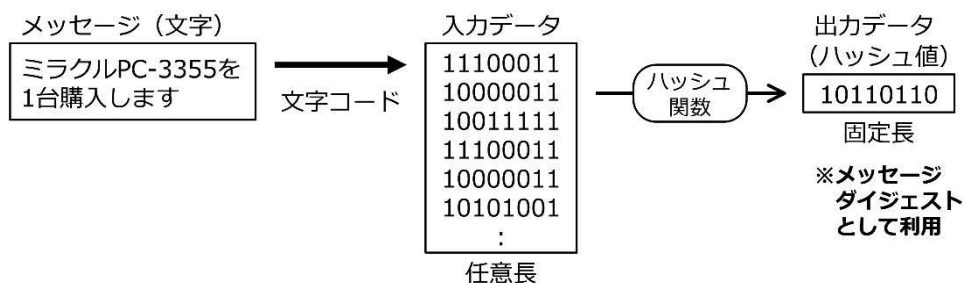 メッセージ（文字）
ミラクルPC-3355を
1台購入します
文字コード
入力データ
11100011
10000011
10011111
11100011
10000011
10101001
:
任意長
ハッシュ
関数
出力データ
（ハッシュ値）
10110110
固定長
※メッセージ
ダイジェスト
として利用